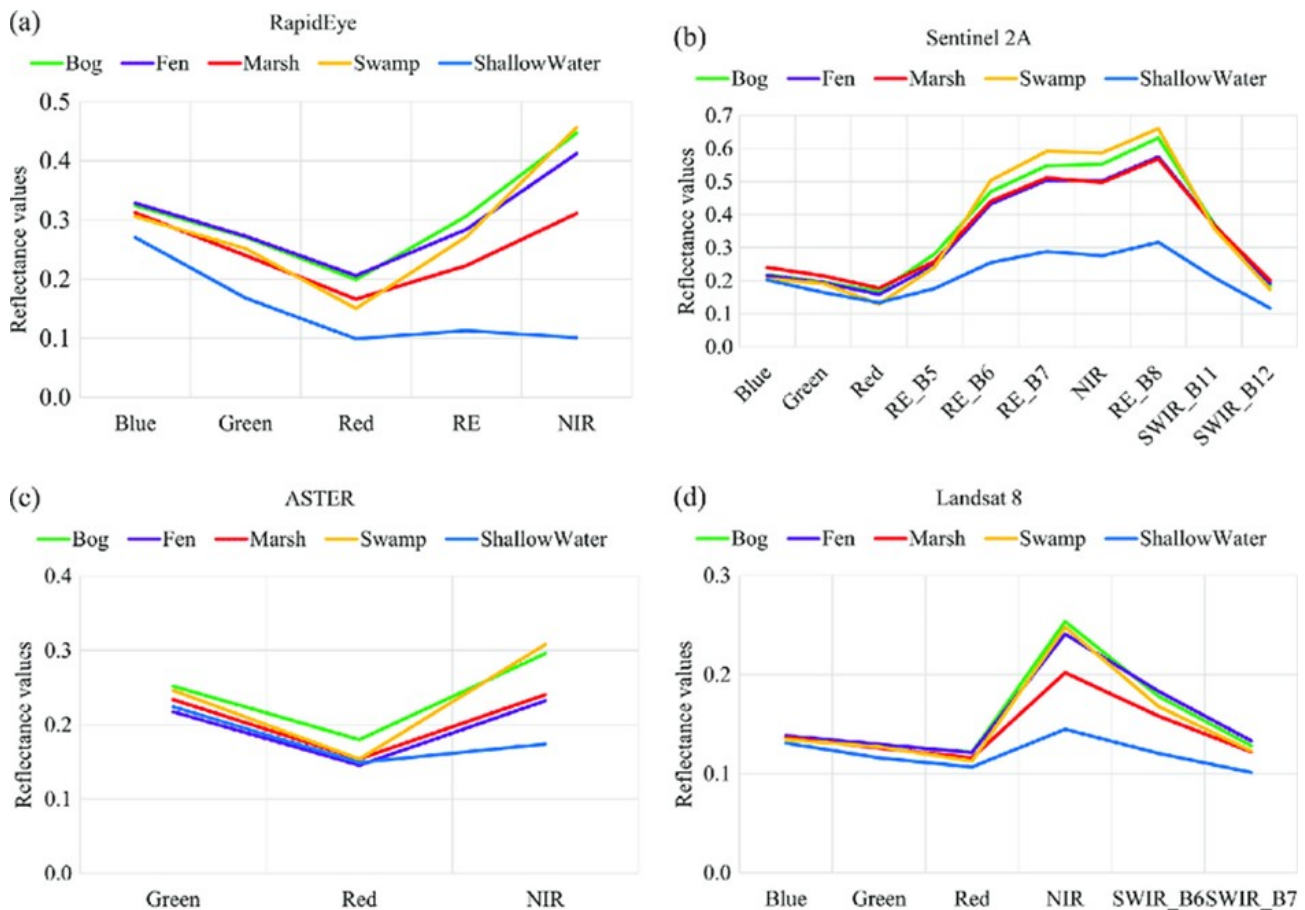 (a) RapidEye
Bog Fen Marsh Swamp ShallowWater
Reflectance values
0.5
0.4
0.3
0.2
0.1
0.0
Blue Green Red RE NIR
(b) Sentinel 2A
Bog Fen Marsh Swamp ShallowWater
Reflectance values
0.7
0.6
0.5
0.4
0.3
0.2
0.1
0.0
Blue Green Red RE_B5 RE_B6 RE_B7 NIR RE_B8 SWIR_B11 SWIR_B12
(c) ASTER
Bog Fen Marsh Swamp ShallowWater
Reflectance values
0.4
0.3
0.2
0.1
0.0
Green Red NIR
(d) Landsat 8
Bog Fen Marsh Swamp ShallowWater
Reflectance values
0.3
0.2
0.1
0.0
Blue Green Red NIR SWIR_B6SWIR_B7